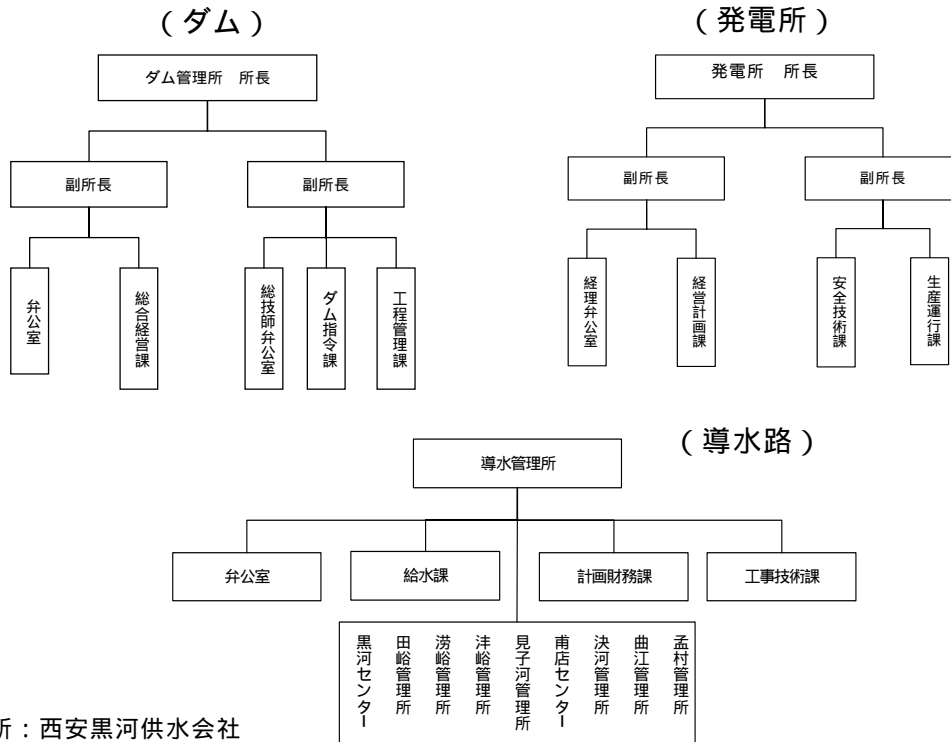 （ダム）
ダム管理所　所長
副所長
副所長
弁公室
総合経営課
総技師弁公室
ダム指令課
工程管理課
（発電所）
発電所　所長
副所長
副所長
経理弁公室
経営計画課
安全技術課
生産運行課
（導水路）
導水管理所
弁公室
給水課
計画財務課
工事技術課
黒河センター
田峪管理所
澇峪管理所
沣峪管理所
見子河管理所
甫店センター
決河管理所
曲江管理所
孟村管理所
所：西安黒河供水会社